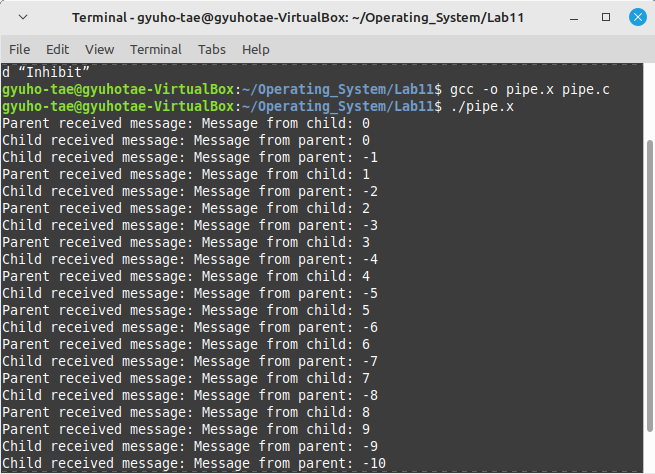 Terminal - gyuho-tae@gyuhotae-VirtualBox: ~/Operating_System/Lab11
File Edit View Terminal Tabs Help
d “Inhibit”
gyuho-tae@gyuhotae-VirtualBox:~/Operating_System/Lab11$ gcc -o pipe.x pipe.c
gyuho-tae@gyuhotae-VirtualBox:~/Operating_System/Lab11$ ./pipe.x
Parent received message: Message from child: 0
Child received message: Message from parent: 0
Child received message: Message from parent: -1
Parent received message: Message from child: 1
Child received message: Message from parent: -2
Parent received message: Message from child: 2
Child received message: Message from parent: -3
Parent received message: Message from child: 3
Child received message: Message from parent: -4
Parent received message: Message from child: 4
Child received message: Message from parent: -5
Parent received message: Message from child: 5
Child received message: Message from parent: -6
Parent received message: Message from child: 6
Child received message: Message from parent: -7
Parent received message: Message from child: 7
Child received message: Message from parent: -8
Parent received message: Message from child: 8
Parent received message: Message from child: 9
Child received message: Message from parent: -9
Child received message: Message from parent: -10